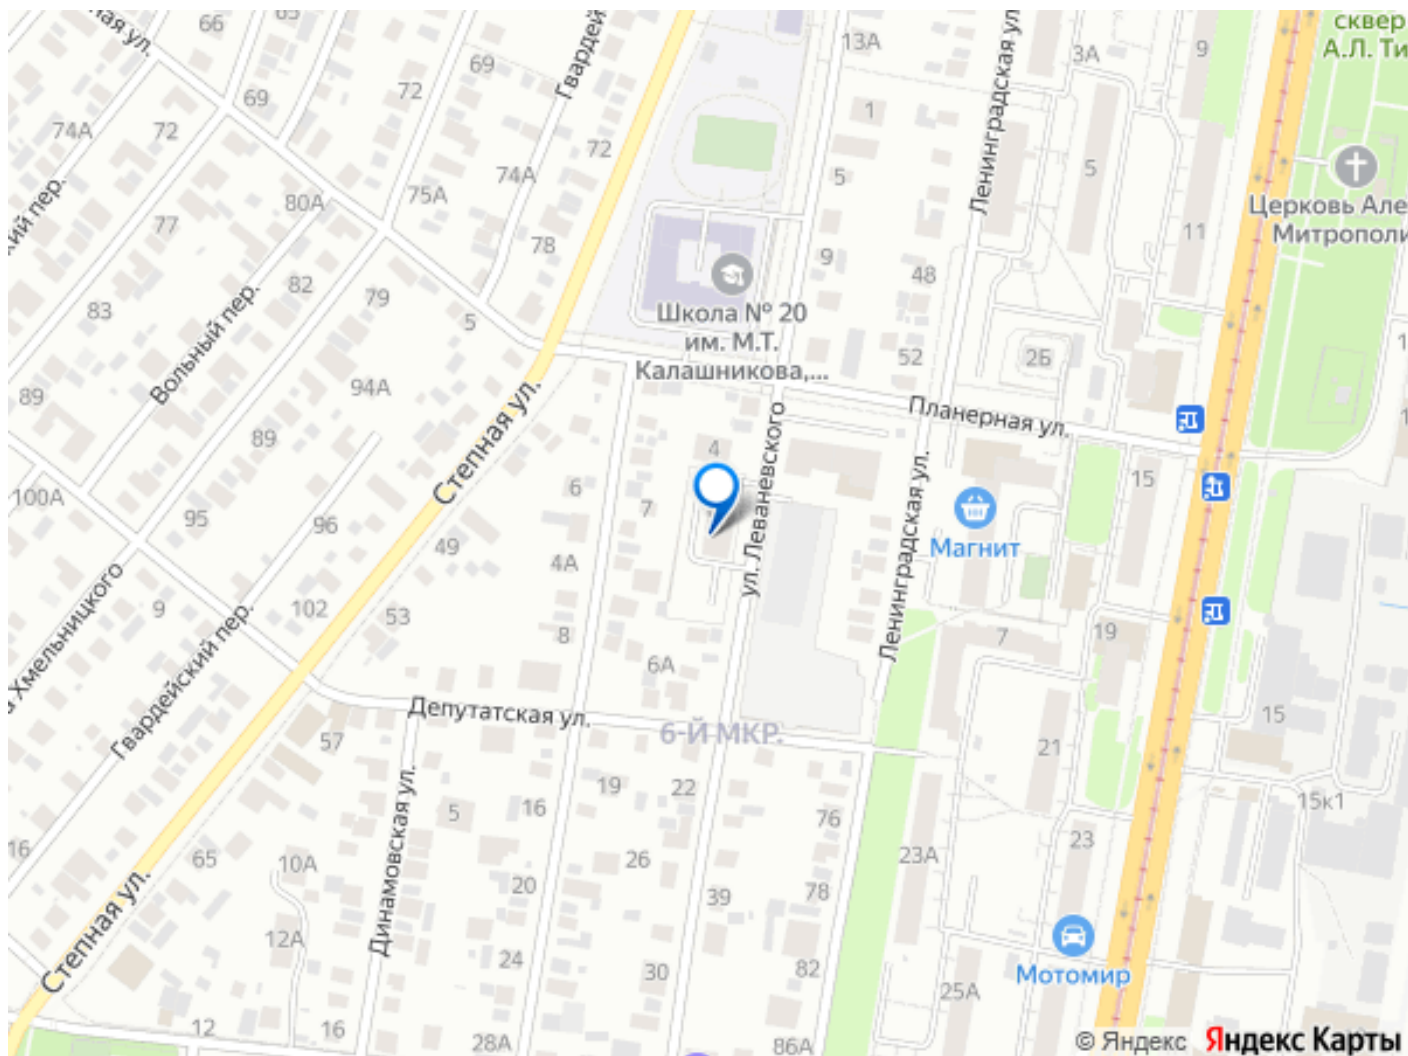 сквер
А.Л. Ти
66
13А
9
3А
69
Гвардей
Ленинградская ул.
ная ул.
72
69
1
74А
72
72
5
74А
5
75А
80А
Церковь Але
Митрополи
кий пер.
77
78
11
9
48
82
79
83
Вольный пер.
5
Школа № 20
им. М.Т.
Калашникова,...
52
2Б
89
94А
Степная ул.
Планерная ул.
89
4
ул. Леваневского
100А
6
15
95
96
7
Ленинградская ул.
49
Магнит
4А
9
102
53
Хмельницкого
Гвардейский пер.
8
7
19
6А
Депутатская ул.
15
6-Й МКР.
57
21
Динамовская ул.
19
22
5
16
76
15к1
16
65
10А
26
23А
23
20
39
78
Степная ул.
12А
24
30
82
Мотомир
25А
12
16
28А
86А
© Яндекс Яндекс Карты